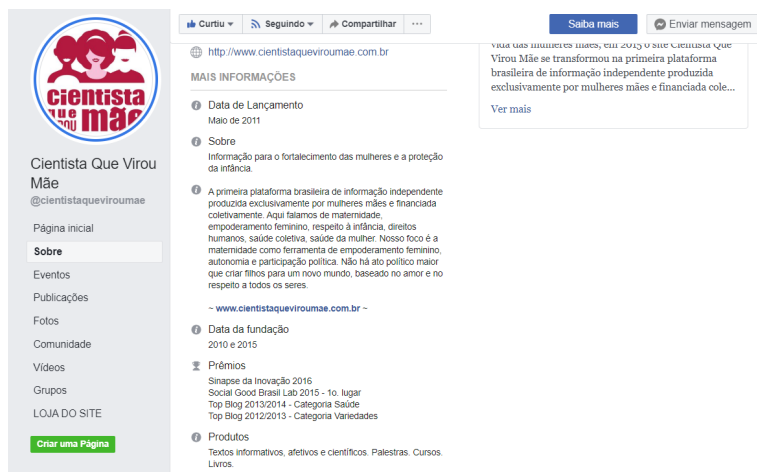 Curtiu
Seguindo
Compartilhar
Saiba mais
Enviar mensagem
cientista
que virou mãe
Cientista Que Virou
Mãe
@cientistaqueviroumae
Página inicial
Sobre
Eventos
Publicações
Fotos
Comunidade
Vídeos
Grupos
LOJA DO SITE
Criar uma Página
http://www.cientistaqueviroumae.com.br
MAIS INFORMAÇÕES
Data de Lançamento
Maio de 2011
Sobre
Informação para o fortalecimento das mulheres e a proteção
da infância.
A primeira plataforma brasileira de informação independente
produzida exclusivamente por mulheres mães e financiada
coletivamente. Aqui falamos de maternidade,
empoderamento feminino, respeito à infância, direitos
humanos, saúde coletiva, saúde da mulher. Nosso foco é a
maternidade como ferramenta de empoderamento feminino,
autonomia e participação política. Não há ato político maior
que criar filhos para um novo mundo, baseado no amor e no
respeito a todos os seres.
~ www.cientistaqueviroumae.com.br ~
Data da fundação
2010 e 2015
Prêmios
Sinapse da Inovação 2016
Social Good Brasil Lab 2015 - 1o. lugar
Top Blog 2013/2014 - Categoria Saúde
Top Blog 2012/2013 - Categoria Variedades
Produtos
Textos informativos, afetivos e científicos. Palestras. Cursos.
Livros.
vida das mulheres mães, em 2015 o site Cientista Que
Virou Mãe se transformou na primeira plataforma
brasileira de informação independente produzida
exclusivamente por mulheres mães e financiada cole...
Ver mais